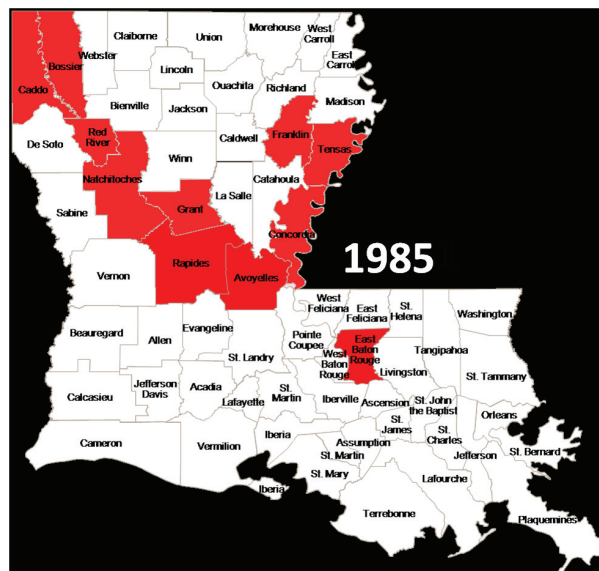 Claiborne
Union
Morehouse
West
Carroll
East
Carroll
Webster
Bossier
Caddo
Lincoln
Ouachita
Richland
Madison
Bienville
Jackson
Red
River
De Soto
Caldwell
Franklin
Tensas
Winn
Natchitoches
Catahoula
La Salle
Grant
Sabine
Concordia
1985
Rapides
Avoyelles
Vernon
West
Feliciana
East
Feliciana
St.
Helena
Washington
Beauregard
Allen
Evangeline
Pointe
Coupee
East
Baton
Rouge
Tangipahoa
St. Landry
West
Baton
Rouge
Livingston
St. Tammany
Calcasieu
Jefferson
Davis
Acadia
Lafayette
St.
Martin
Iberville
Ascension
St. John
the Baptist
Orleans
St.
James
St.
Charles
Cameron
Vermilion
Iberia
Assumption
St. Martin
Jefferson
St. Bernard
St. Mary
Lafourche
Iberia
Terrebonne
Plaquemines